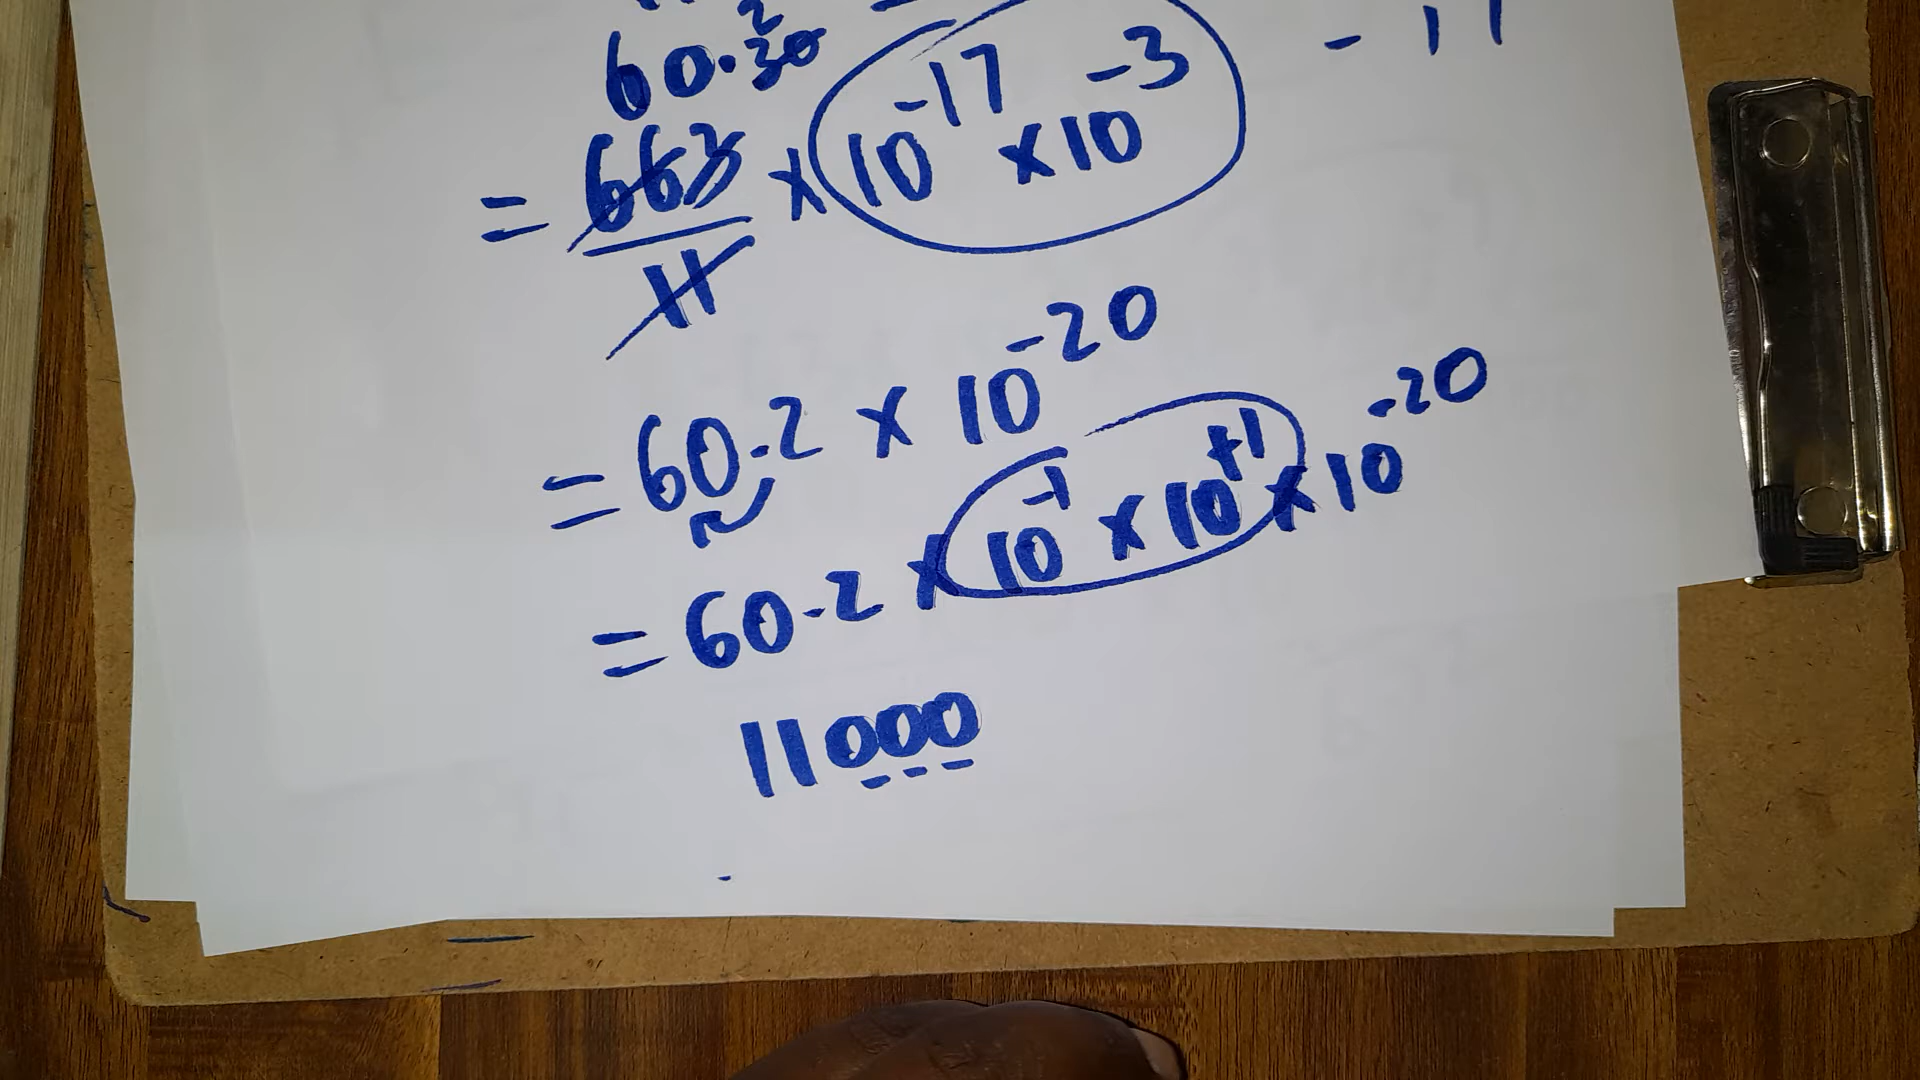 60.30 2 - 17
= 663/11 x 10^-17 x 10^-3
= 60.2 x 10^-20
= 60.2 x 10^-1 x 10^+1 x 10^-20
11000